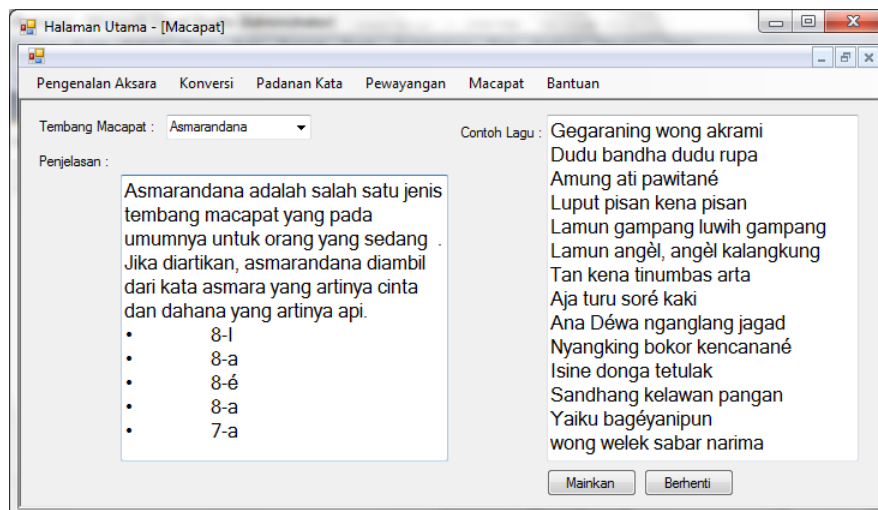 Halaman Utama - [Macapat]
Pengenalan Aksara Konversi Padanan Kata Pewayangan Macapat Bantuan
Tembang Macapat : Asmarandana
Penjelasan :
Asmarandana adalah salah satu jenis
tembang macapat yang pada
umumnya untuk orang yang sedang .
Jika diartikan, asmarandana diambil
dari kata asmara yang artinya cinta
dan dahana yang artinya api.
• 8-I
• 8-a
• 8-é
• 8-a
• 7-a
Contoh Lagu :
Gegaraning wong akrami
Dudu bandha dudu rupa
Amung ati pawitané
Luput pisan kena pisan
Lamun gampang luwih gampang
Lamun angèl, angèl kalangkung
Tan kena tinumbas arta
Aja turu soré kaki
Ana Déwa nganglang jagad
Nyangking bokor kencanané
Isine donga tetulak
Sandhang kelawan pangan
Yaiku bagéyanipun
wong welek sabar narima
Mainkan Berhenti